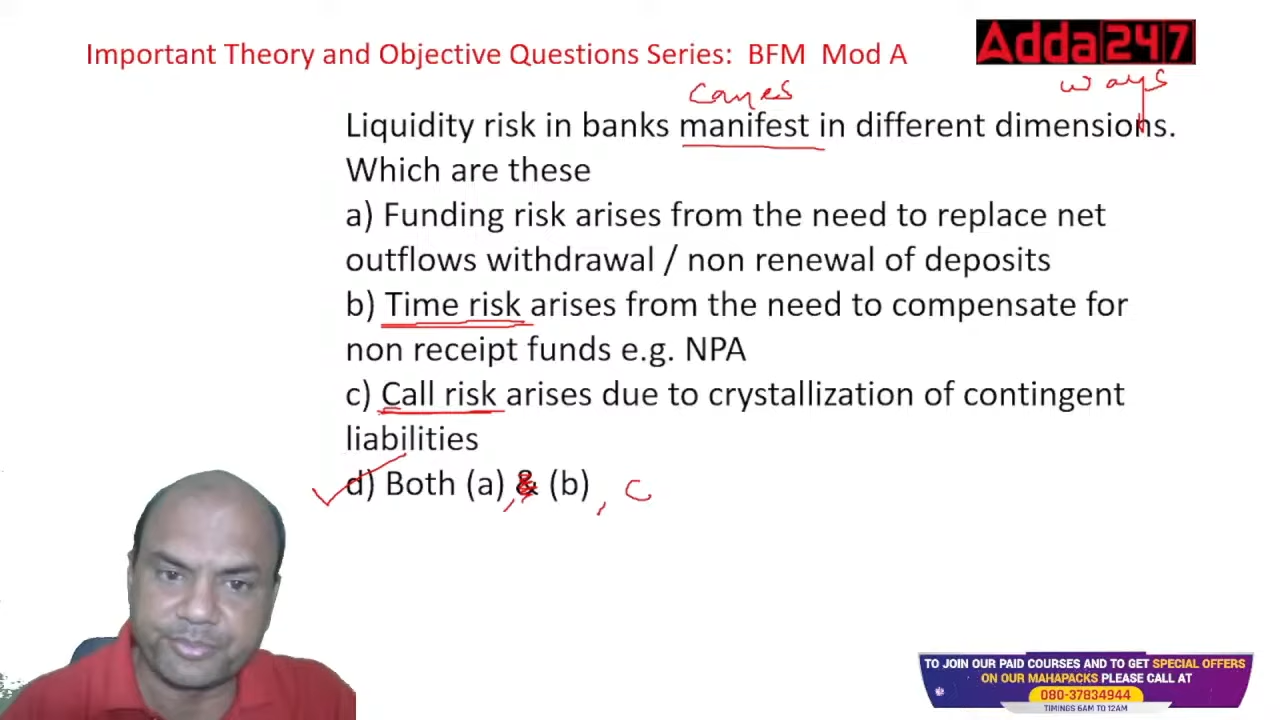 Important Theory and Objective Questions Series: BFM Mod A
Adda 247
ways
Liquidity risk in banks manifest in different dimensions.
Which are these
a) Funding risk arises from the need to replace net
outflows withdrawal / non renewal of deposits
b) Time risk arises from the need to compensate for
non receipt funds e.g. NPA
c) Call risk arises due to crystallization of contingent
liabilities
d) Both (a), & (b) , C
TO JOIN OUR PAID COURSES AND TO GET SPECIAL OFFERS
ON OUR MAHAPACKS PLEASE CALL AT
080-37834944
TIMINGS 6AM TO 12AM